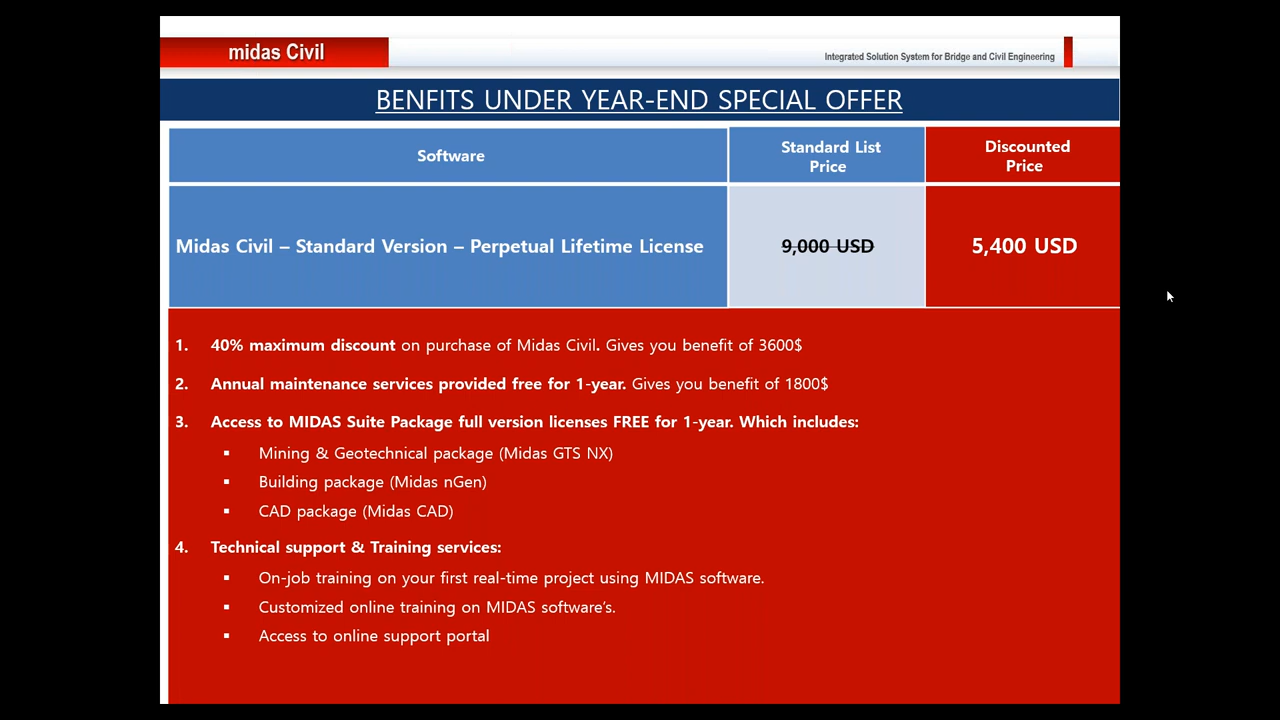 midas Civil
Integrated Solution System for Bridge and Civil Engineering
BENFITS UNDER YEAR-END SPECIAL OFFER
Software
Standard List
Price
Discounted
Price
Midas Civil – Standard Version – Perpetual Lifetime License
9,000 USD
5,400 USD
1. 40% maximum discount on purchase of Midas Civil. Gives you benefit of 3600$
2. Annual maintenance services provided free for 1-year. Gives you benefit of 1800$
3. Access to MIDAS Suite Package full version licenses FREE for 1-year. Which includes:
▪ Mining & Geotechnical package (Midas GTS NX)
▪ Building package (Midas nGen)
▪ CAD package (Midas CAD)
4. Technical support & Training services:
▪ On-job training on your first real-time project using MIDAS software.
▪ Customized online training on MIDAS software's.
▪ Access to online support portal